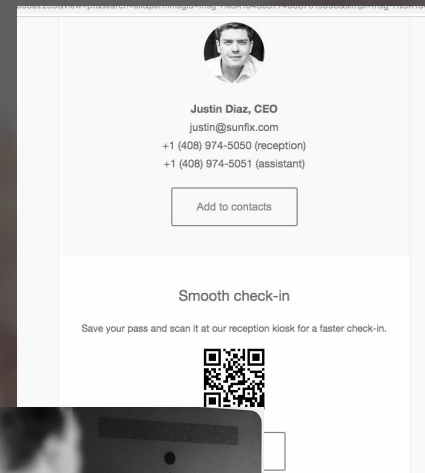 Justin Diaz, CEO
justin@sunfix.com
+1 (408) 974-5050 (reception)
+1 (408) 974-5051 (assistant)
Add to contacts
Smooth check-in
Save your pass and scan it at our reception kiosk for a faster check-in.